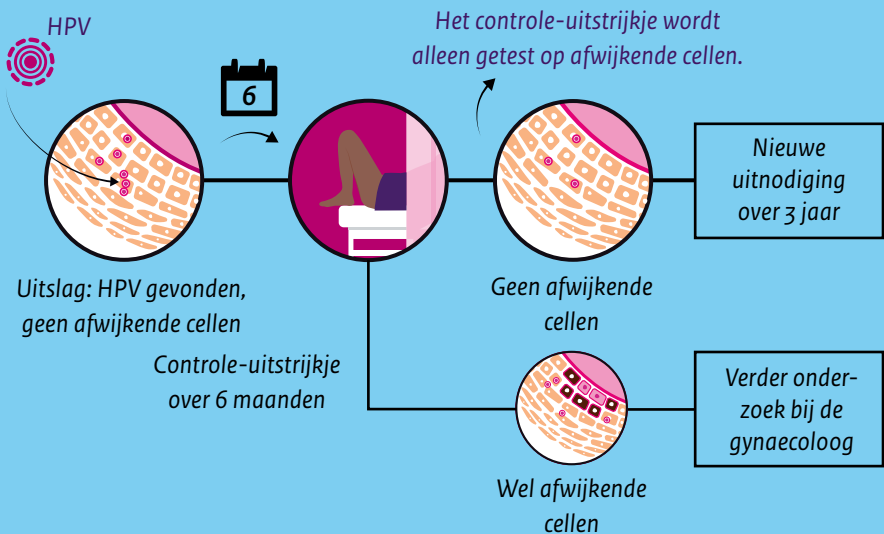 HPV
Het controle-uitstrijkje wordt
alleen getest op afwijkende cellen.
6
Uitslag: HPV gevonden,
geen afwijkende cellen
Controle-uitstrijkje
over 6 maanden
Geen afwijkende
cellen
Nieuwe
uitnodiging
over 3 jaar
Wel afwijkende
cellen
Verder onder-
zoek bij de
gynaecoloog